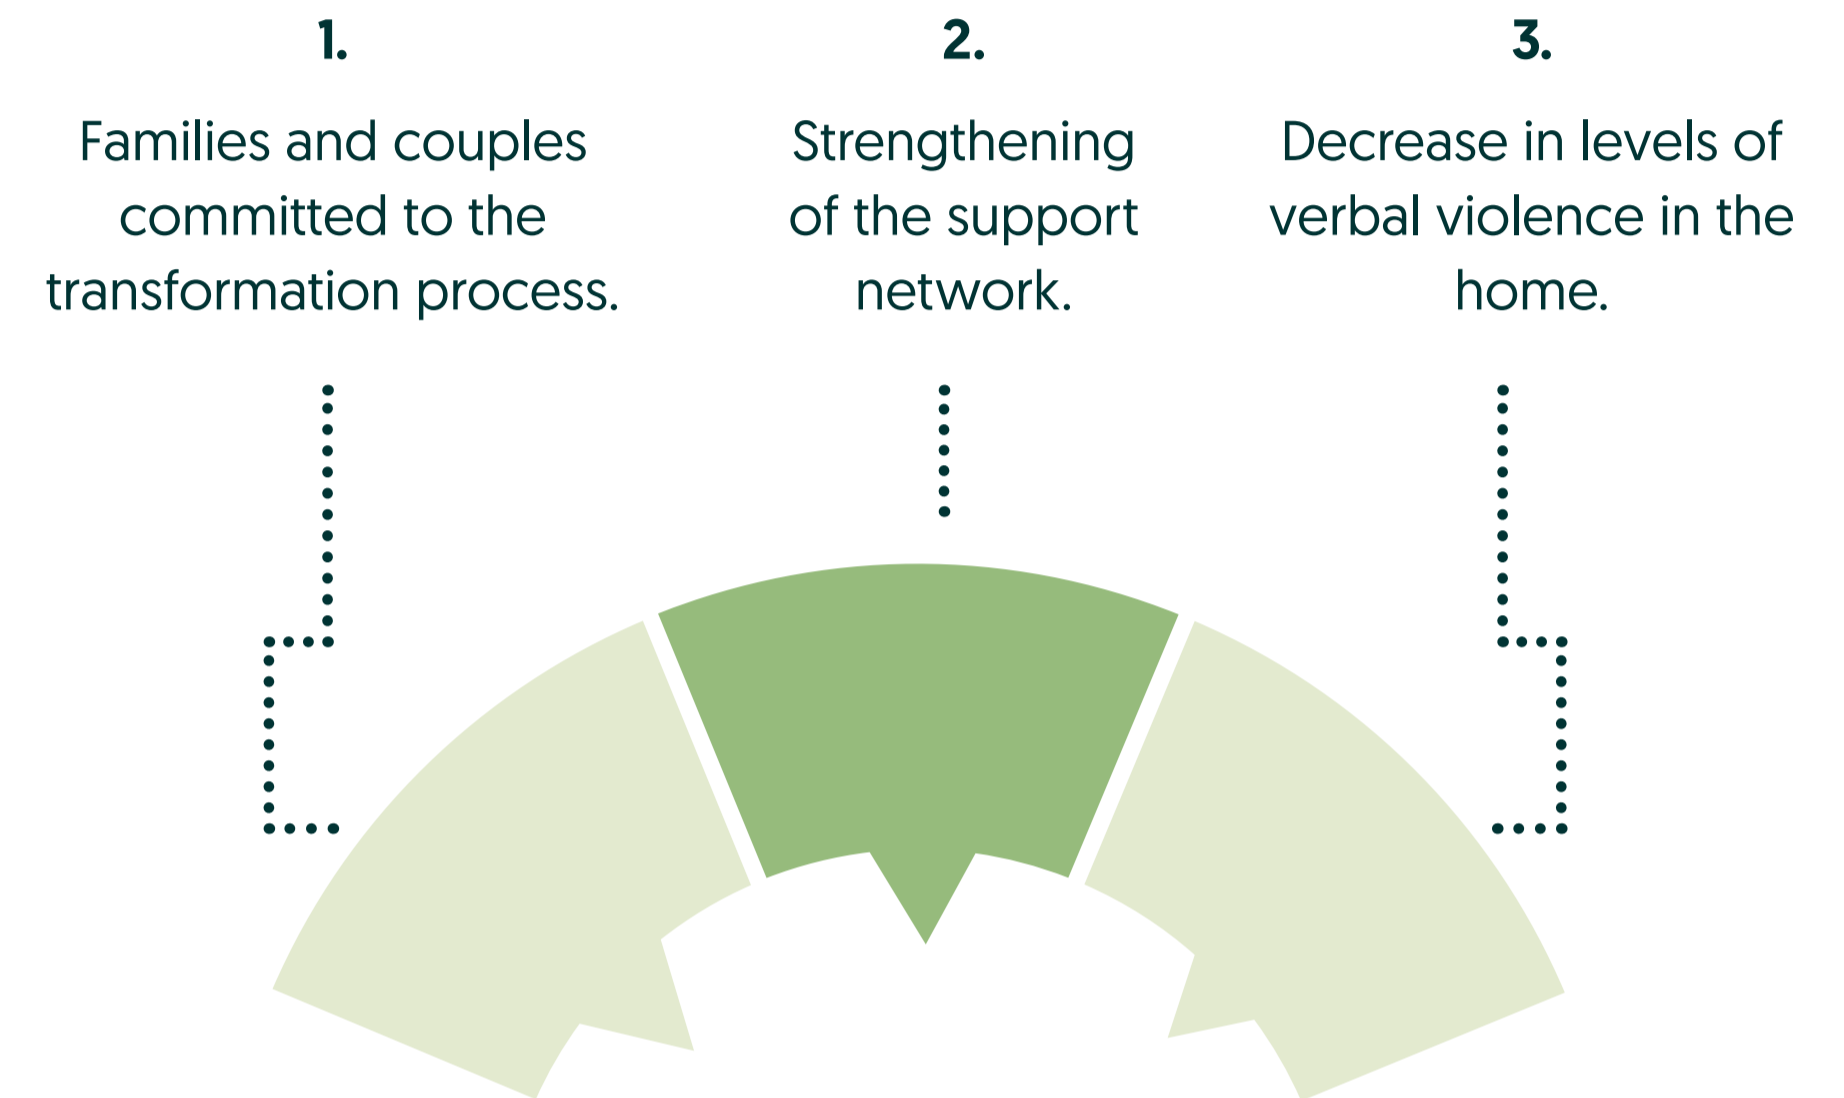 1.
Families and couples
committed to the
transformation process.
2.
Strengthening
of the support
network.
3.
Decrease in levels of
verbal violence in the
home.